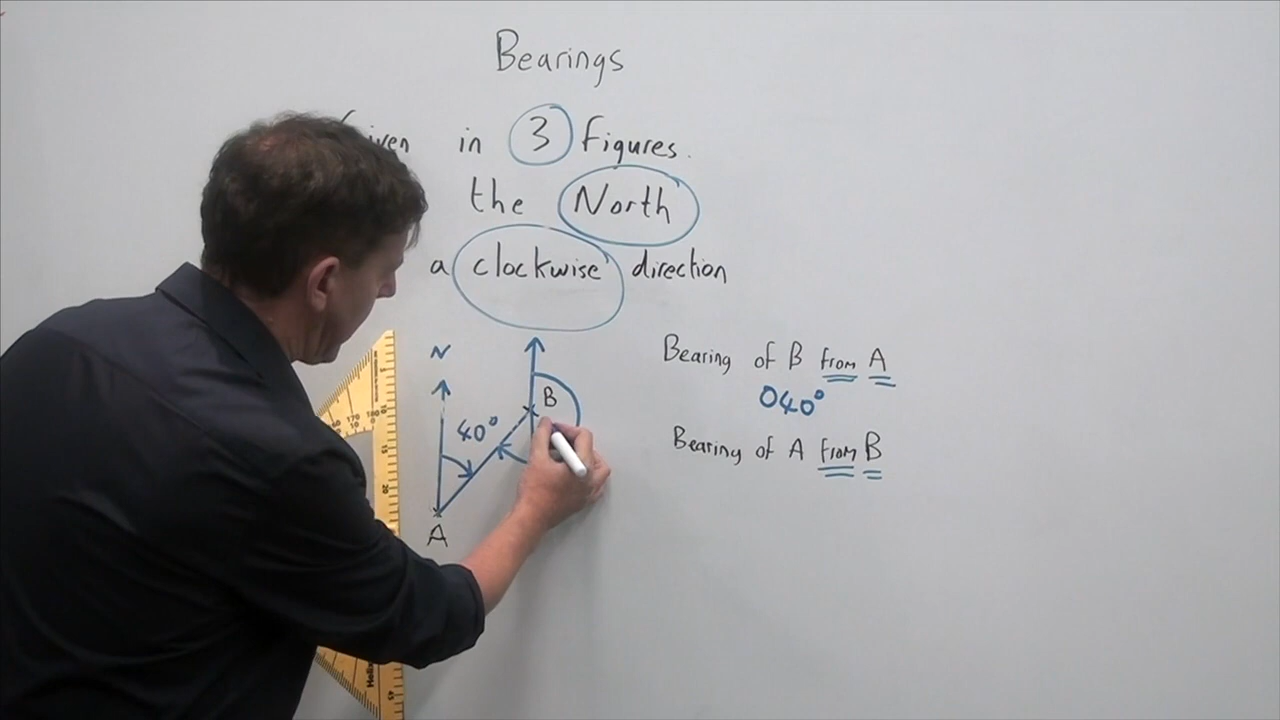 Bearings
in 3 figures.
the North
a clockwise direction
N
B
40°
A
Bearing of B from A
040°
Bearing of A from B